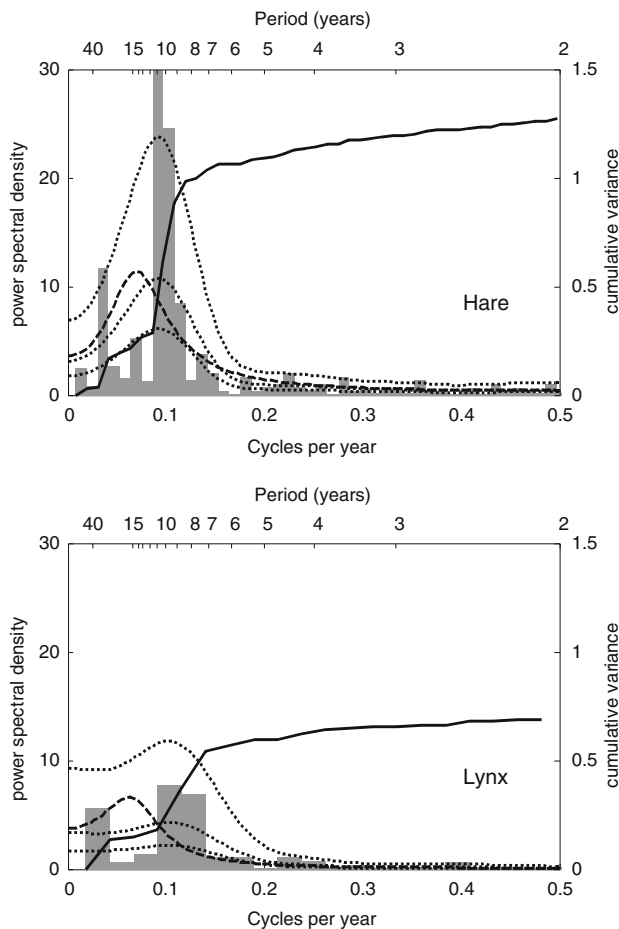 Period (years)
40 15 10 8 7 6 5 4 3 2
30 1.5
20 1
10 0.5
0 0
power spectral density
cumulative variance
Hare
0 0.1 0.2 0.3 0.4 0.5
Cycles per year
Period (years)
40 15 10 8 7 6 5 4 3 2
30 1.5
20 1
10 0.5
0 0
power spectral density
cumulative variance
Lynx
0 0.1 0.2 0.3 0.4 0.5
Cycles per year